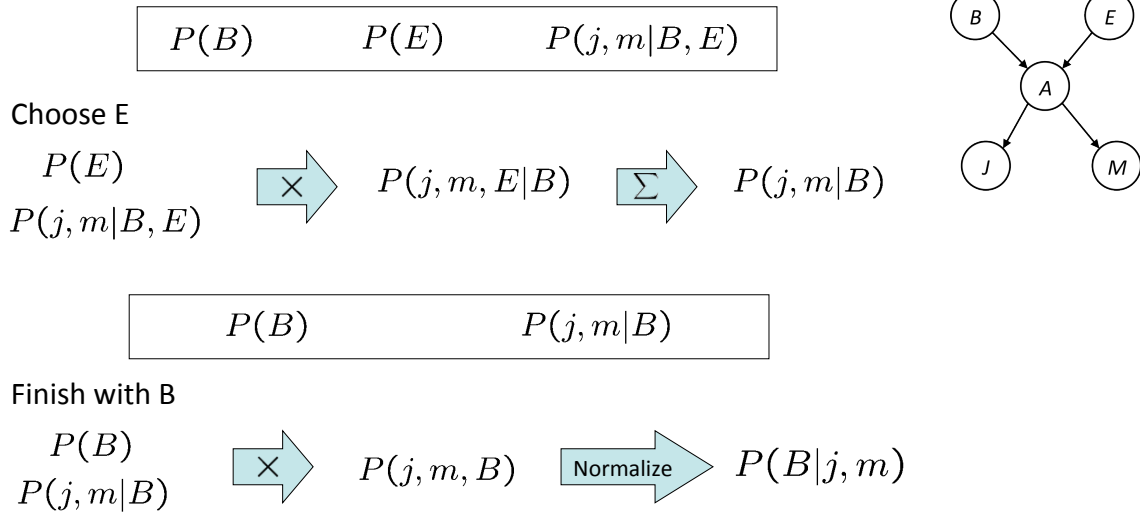 P(B) P(E) P(j, m|B, E)
B E
A
J M
Choose E
P(E)
P(j, m|B, E)
× P(j, m, E|B) Σ P(j, m|B)
P(B) P(j, m|B)
Finish with B
P(B)
P(j, m|B)
× P(j, m, B) Normalize P(B|j, m)